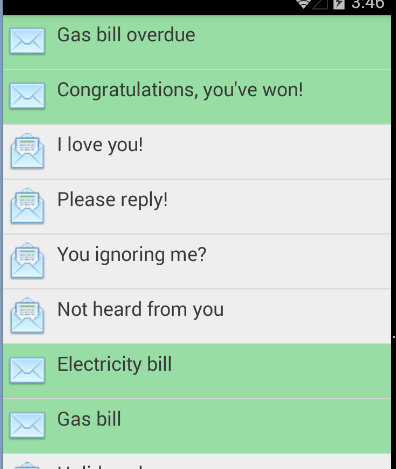 3:46
Gas bill overdue
Congratulations, you've won!
I love you!
Please reply!
You ignoring me?
Not heard from you
Electricity bill
Gas bill